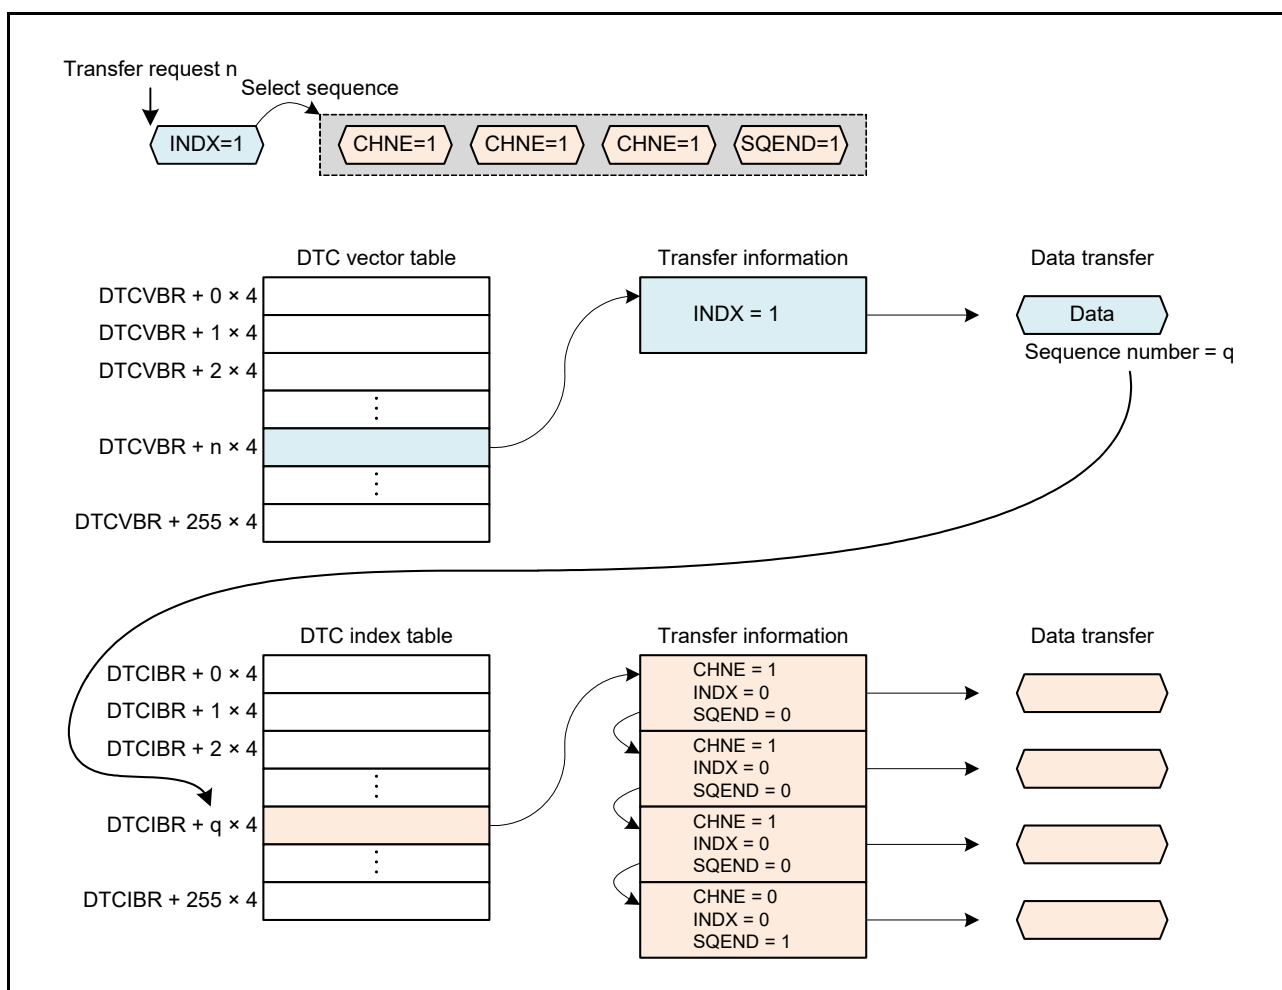 Transfer request n
Select sequence
INDX=1
CHNE=1
CHNE=1
CHNE=1
SQEND=1
DTC vector table
Transfer information
Data transfer
DTCVBR + 0 × 4
DTCVBR + 1 × 4
DTCVBR + 2 × 4
⋮
DTCVBR + n × 4
⋮
DTCVBR + 255 × 4
INDX = 1
Data
Sequence number = q
DTC index table
Transfer information
Data transfer
DTCIBR + 0 × 4
DTCIBR + 1 × 4
DTCIBR + 2 × 4
⋮
DTCIBR + q × 4
⋮
DTCIBR + 255 × 4
CHNE = 1
INDX = 0
SQEND = 0
CHNE = 1
INDX = 0
SQEND = 0
CHNE = 1
INDX = 0
SQEND = 0
CHNE = 0
INDX = 0
SQEND = 1